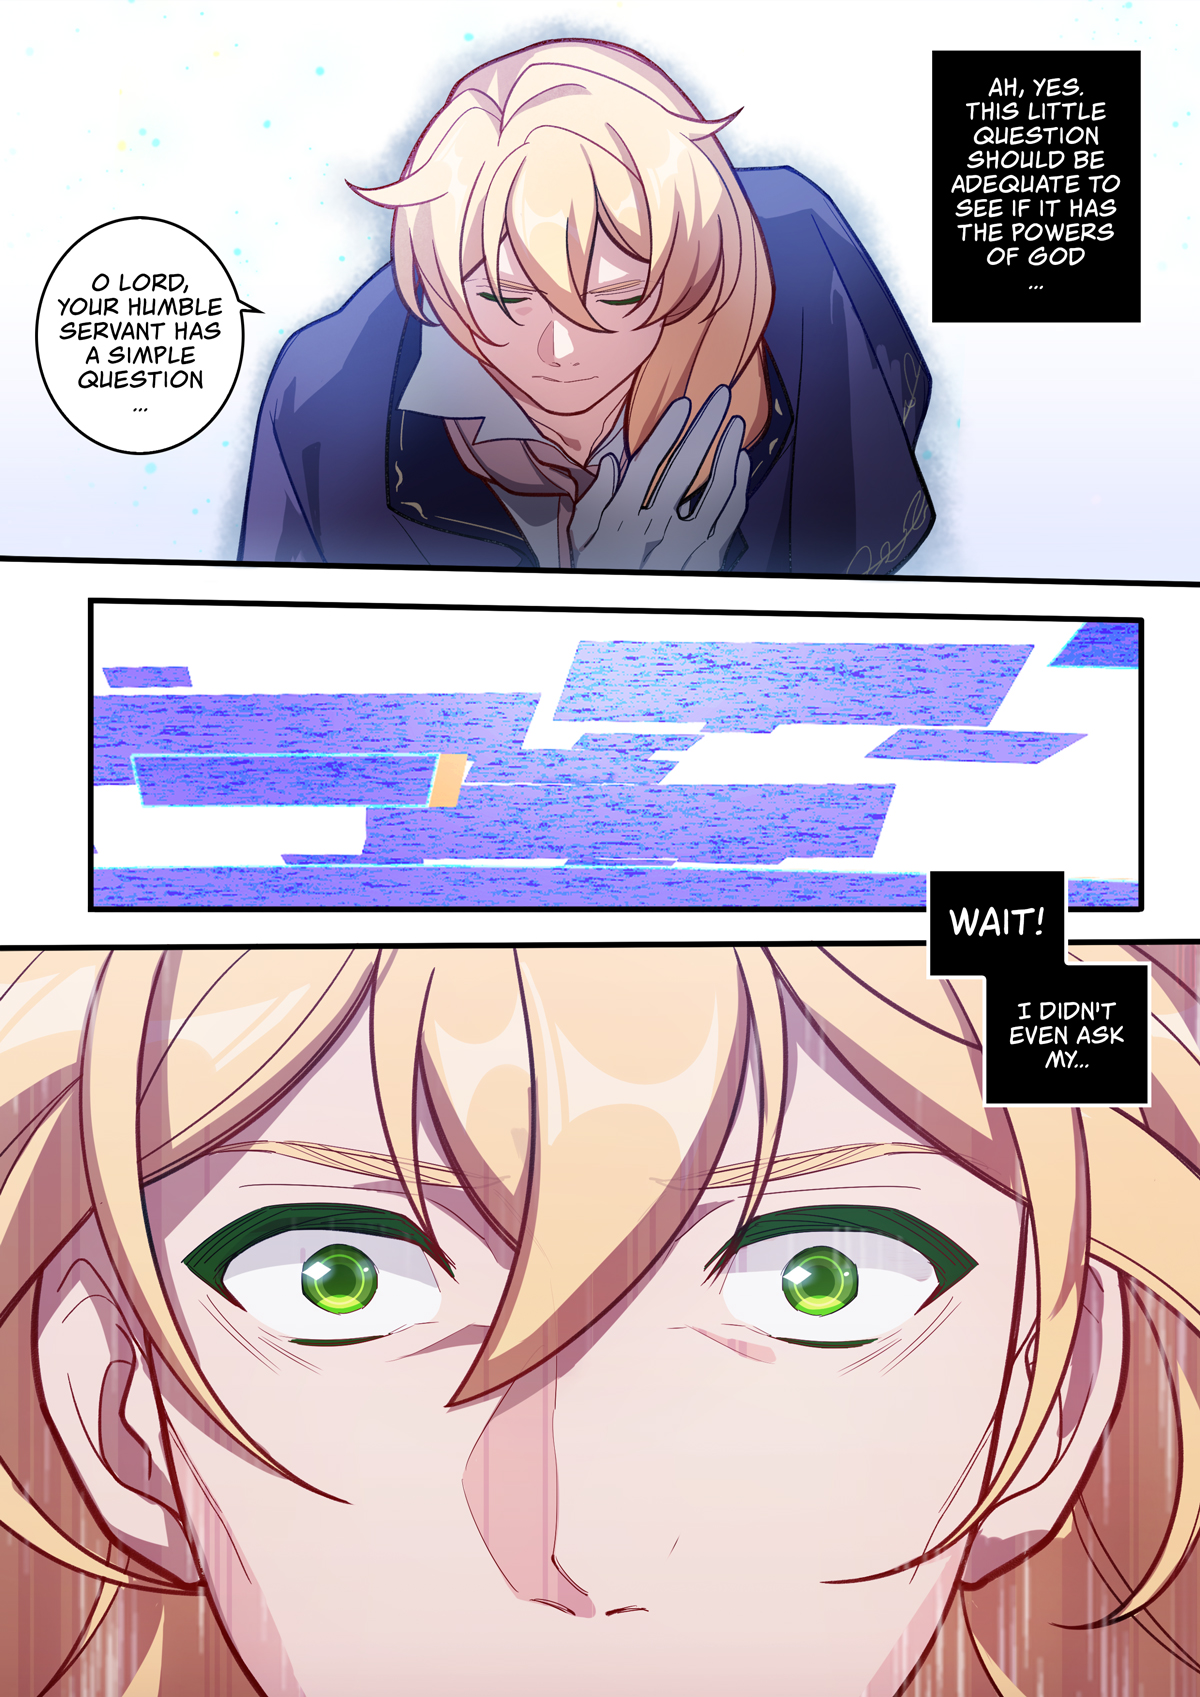 O LORD,
YOUR HUMBLE
SERVANT HAS
A SIMPLE
QUESTION
...
AH, YES.
THIS LITTLE
QUESTION
SHOULD BE
ADEQUATE TO
SEE IF IT HAS
THE POWERS
OF GOD
...
WAIT!
I DIDN'T
EVEN ASK
MY...